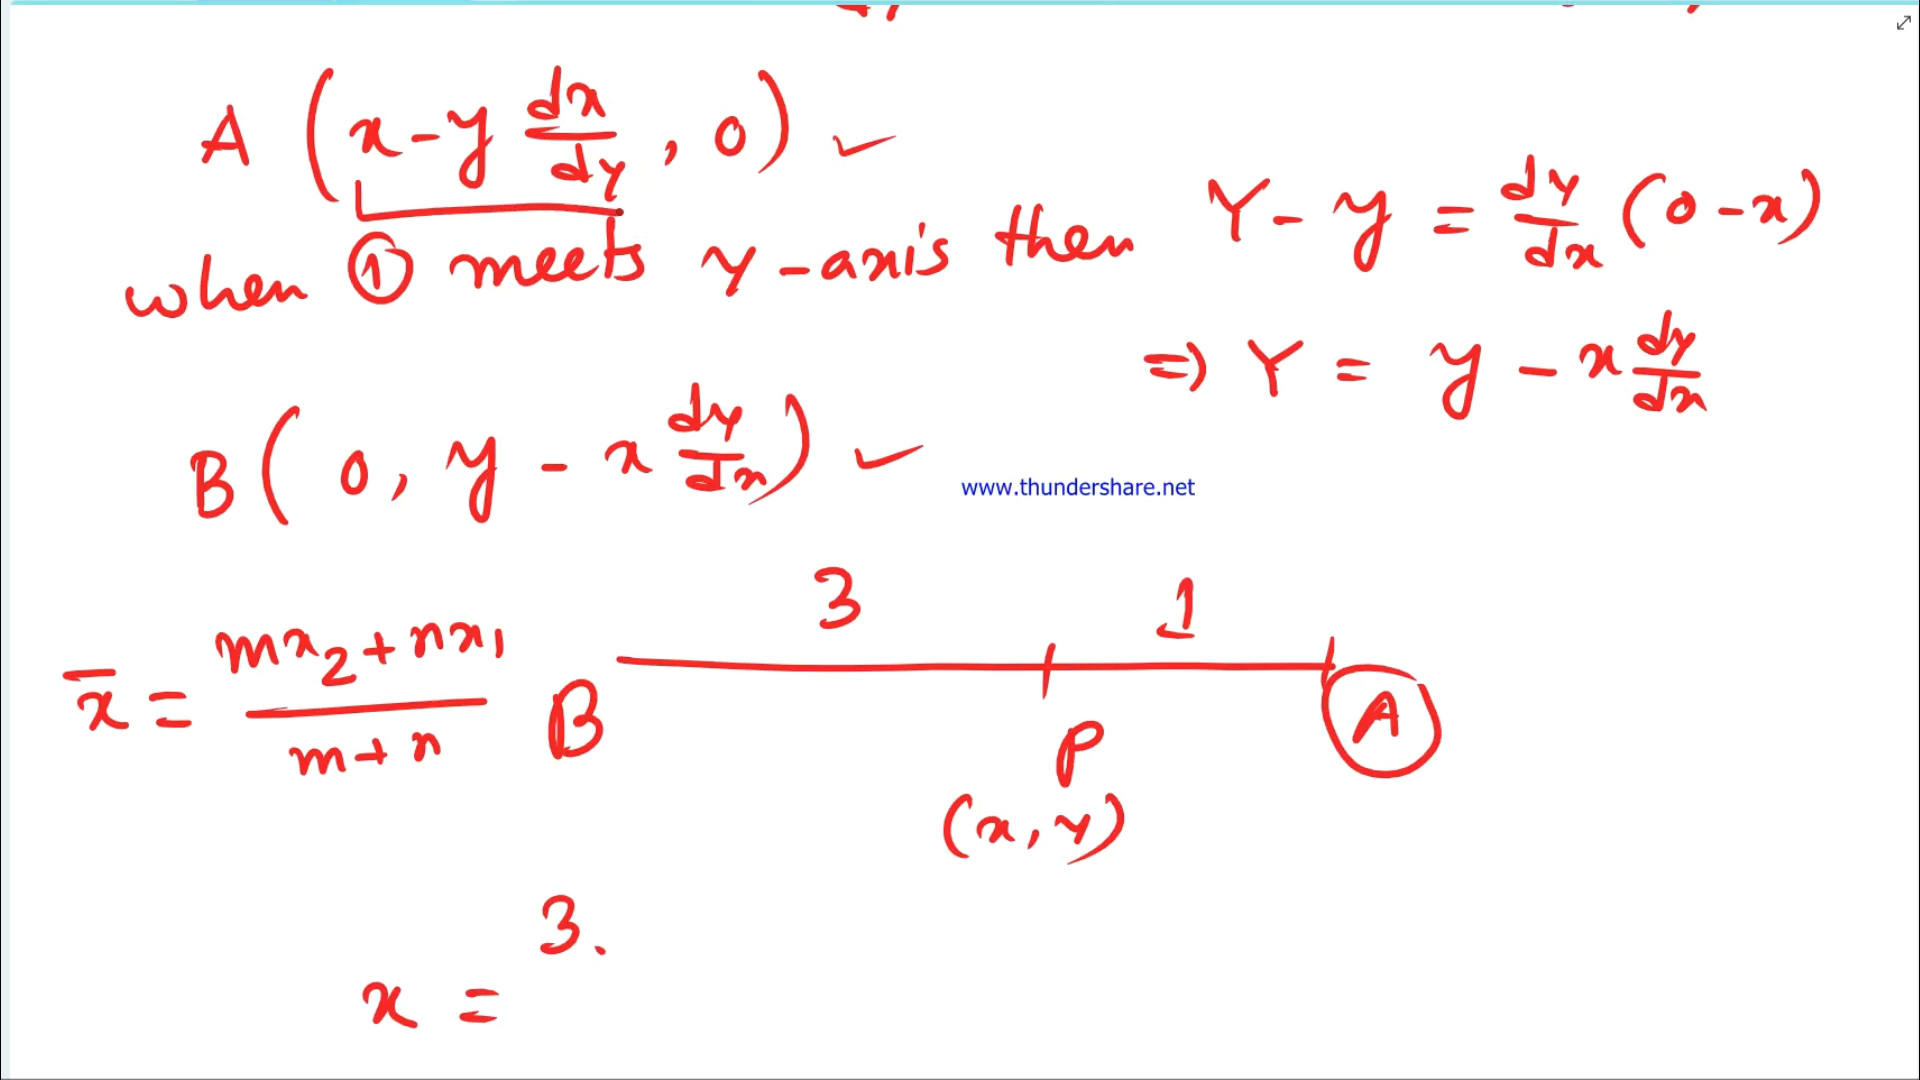 A (x - y dx/dy , 0) ✓
when ① meets y-axis then Y - y = dy/dx (0 - x)
⇒ Y = y - x dy/dx
B ( 0, y - x dy/dx ) ✓
www.thundershare.net
3 1
x̄ = mx₂ + nx₁ / m + n
B P A
(x, y)
3.
x =